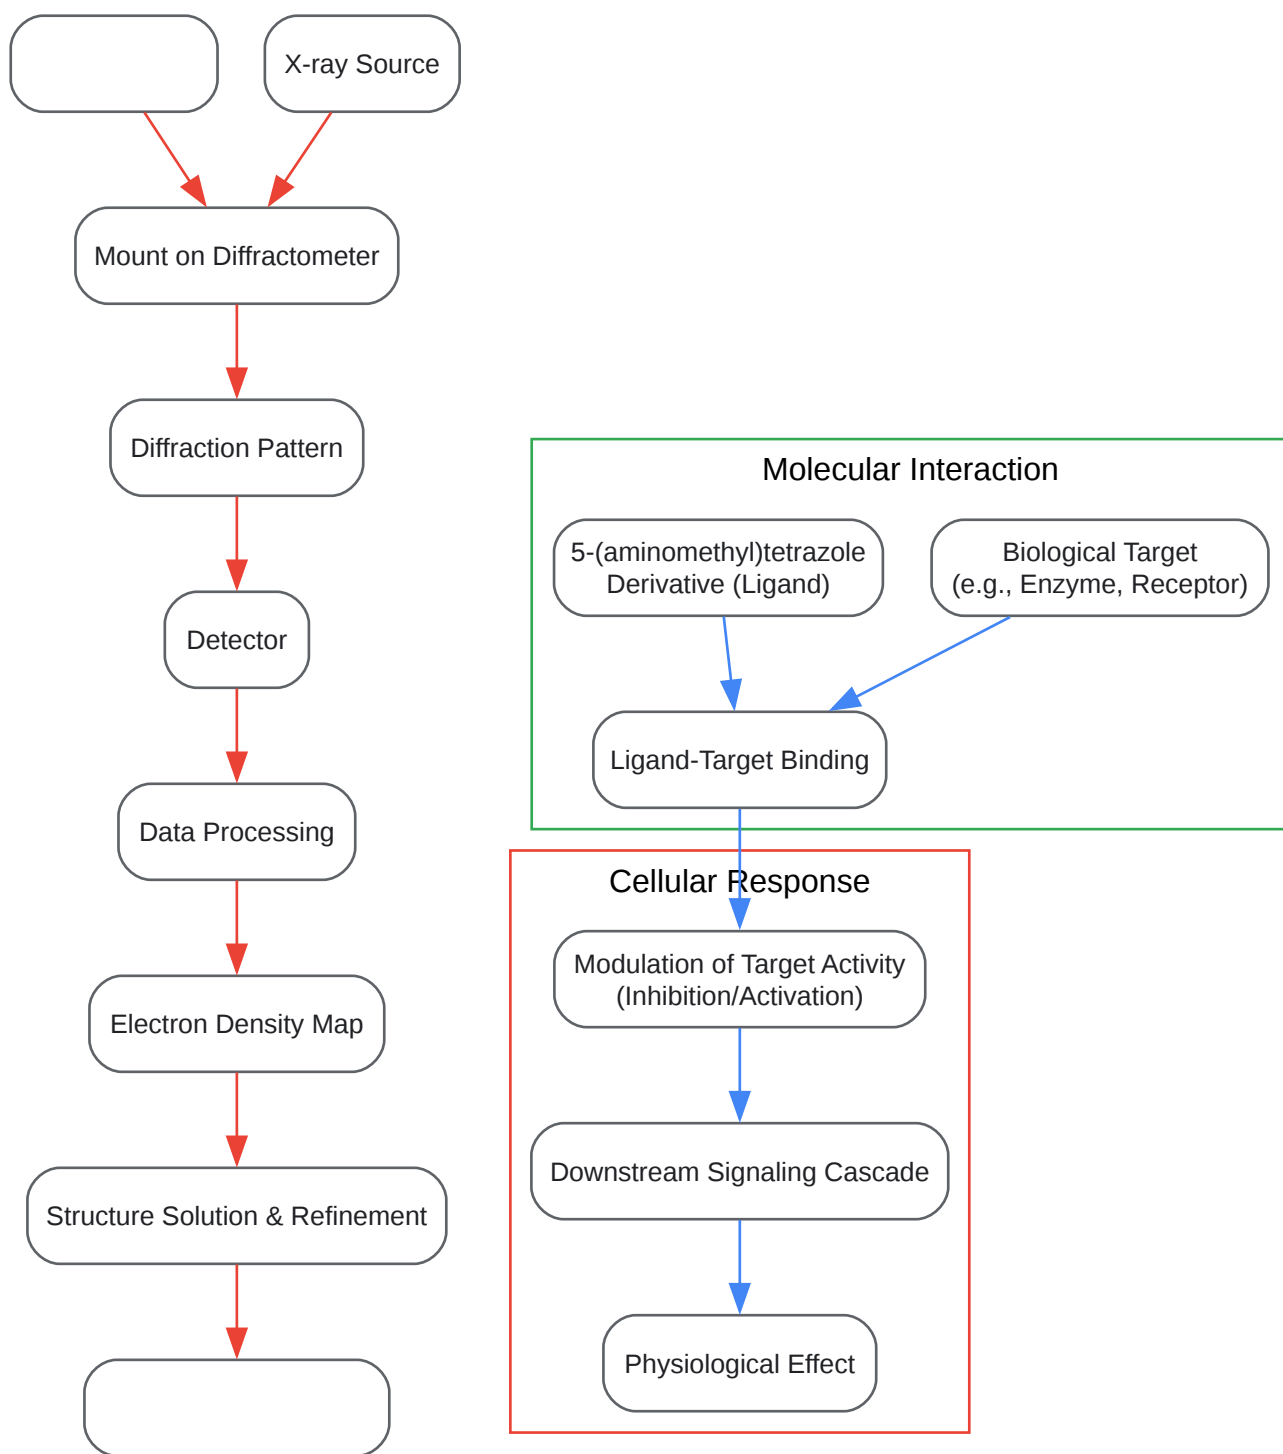 X-ray Source
Mount on Diffractometer
Diffraction Pattern
Detector
Data Processing
Electron Density Map
Structure Solution & Refinement
Molecular Interaction
5-(aminomethyl)tetrazole
Derivative (Ligand)
Biological Target
(e.g., Enzyme, Receptor)
Ligand-Target Binding
Cellular Response
Modulation of Target Activity
(Inhibition/Activation)
Downstream Signaling Cascade
Physiological Effect